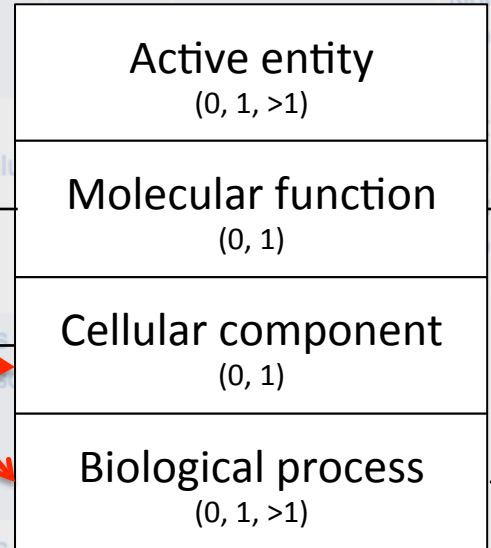 Active entity
(0, 1, >1)
Molecular function
(0, 1)
Cellular component
(0, 1)
Biological process
(0, 1, >1)